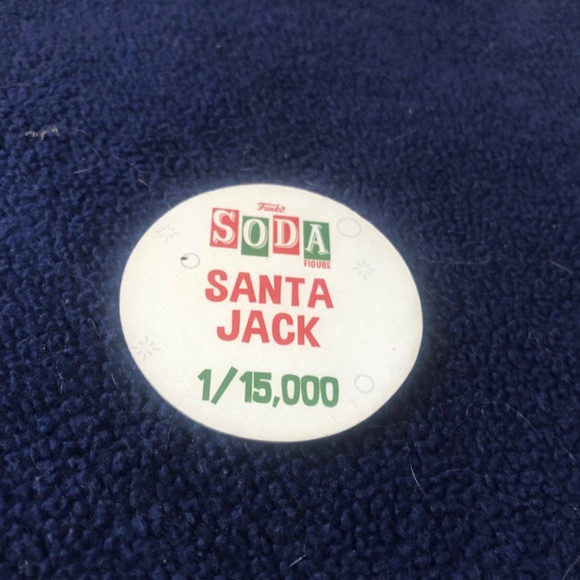 Funko
SODA
FIGURE
SANTA
JACK
1/15,000